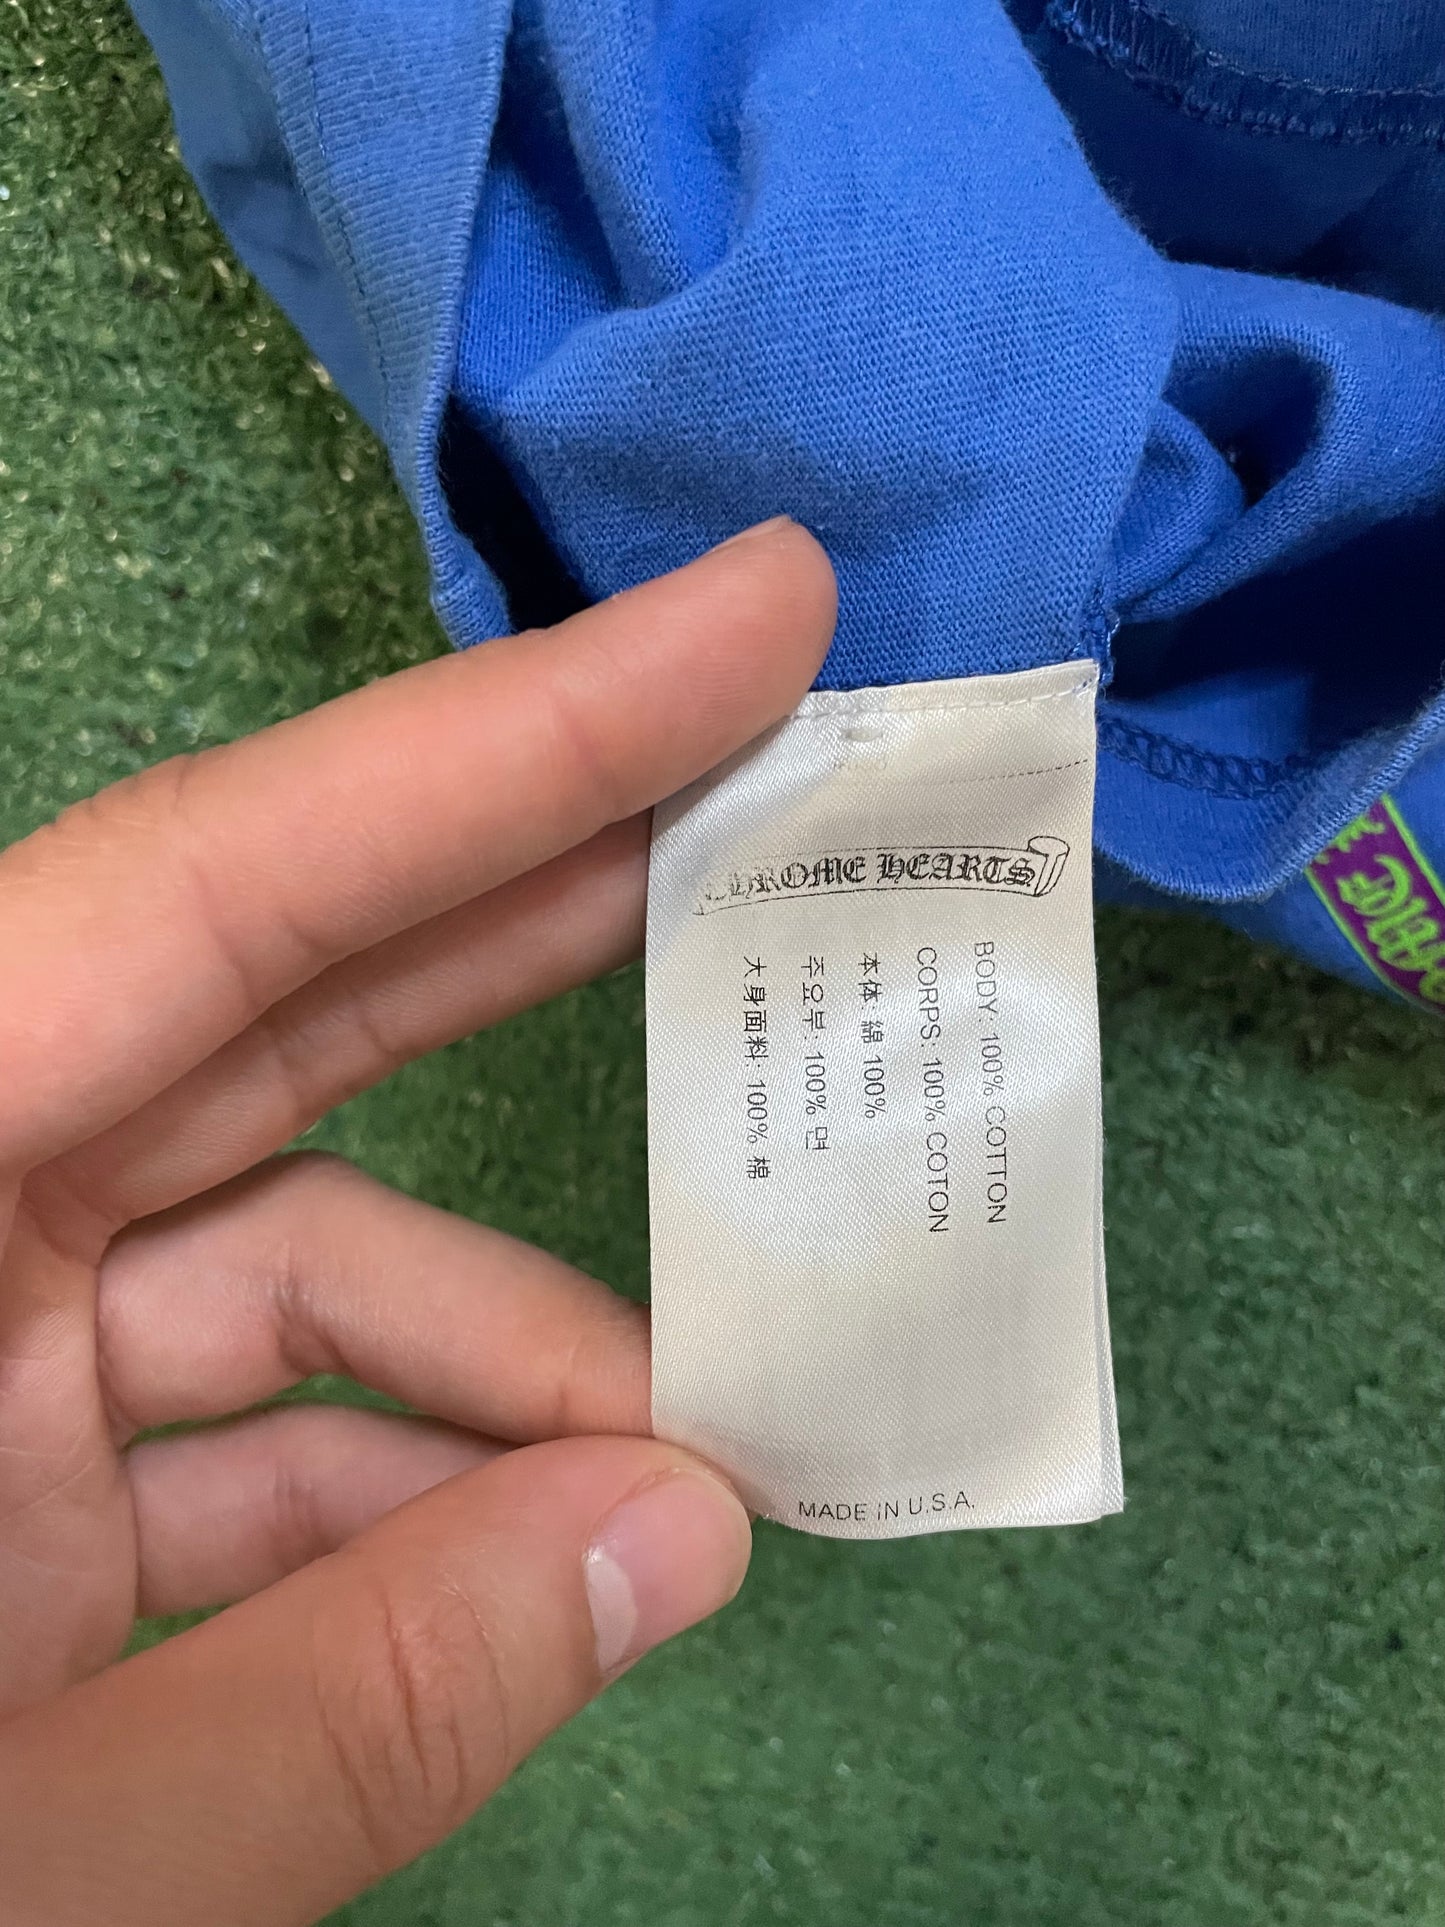 CHROME HEARTS
BODY: 100% COTTON
CORPS: 100% COTON
本体: 綿 100%
주요부: 100% 면
大身面料: 100% 棉
MADE IN U.S.A.